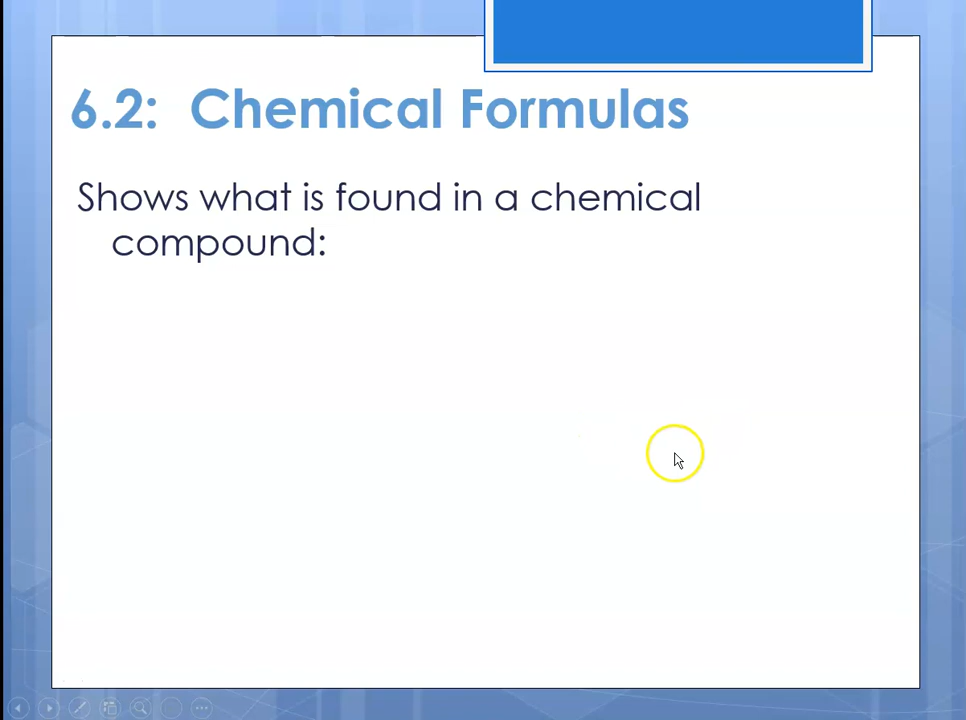 6.2: Chemical Formulas
Shows what is found in a chemical
compound: